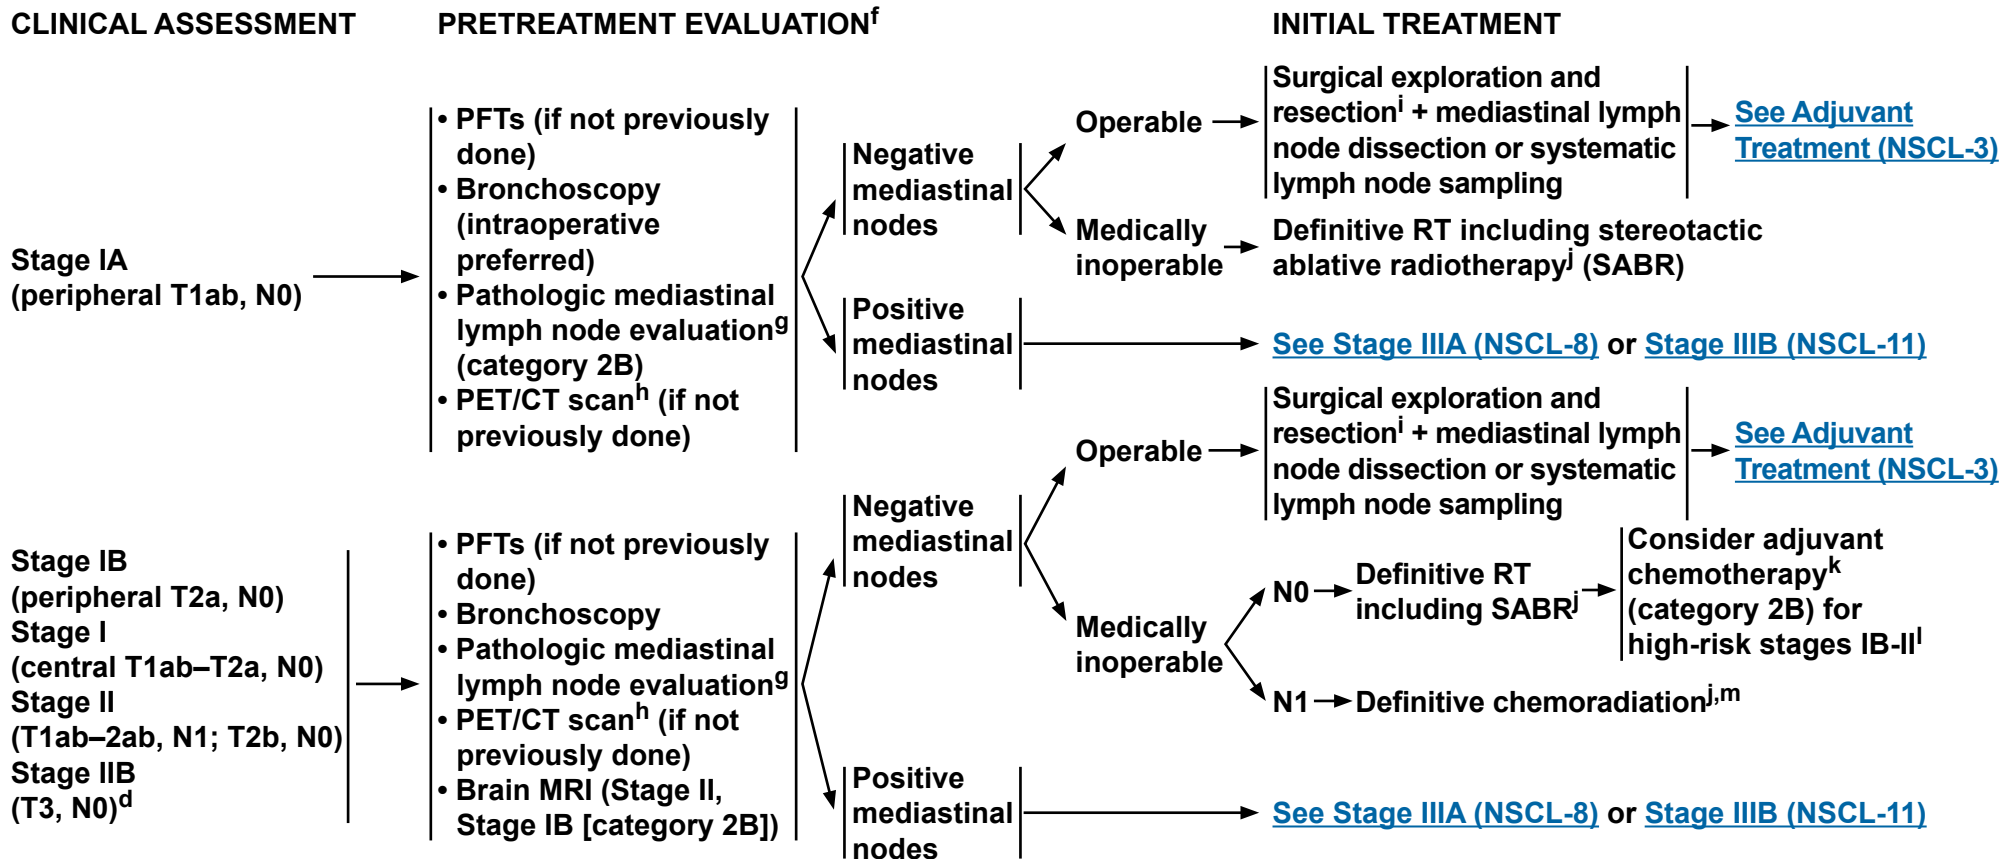 CLINICAL ASSESSMENT
PRETREATMENT EVALUATIONf
INITIAL TREATMENT
Stage IA
(peripheral T1ab, N0)
• PFTs (if not previously
done)
• Bronchoscopy
(intraoperative
preferred)
• Pathologic mediastinal
lymph node evaluationg
(category 2B)
• PET/CT scanh (if not
previously done)
Negative
mediastinal
nodes
Operable
Surgical exploration and
resectioni + mediastinal lymph
node dissection or systematic
lymph node sampling
See Adjuvant
Treatment (NSCL-3)
Medically
inoperable
Definitive RT including stereotactic
ablative radiotherapyj (SABR)
Positive
mediastinal
nodes
See Stage IIIA (NSCL-8) or Stage IIIB (NSCL-11)
Stage IB
(peripheral T2a, N0)
Stage I
(central T1ab–T2a, N0)
Stage II
(T1ab–2ab, N1; T2b, N0)
Stage IIB
(T3, N0)d
• PFTs (if not previously
done)
• Bronchoscopy
• Pathologic mediastinal
lymph node evaluationg
• PET/CT scanh (if not
previously done)
• Brain MRI (Stage II,
Stage IB [category 2B])
Negative
mediastinal
nodes
Operable
Surgical exploration and
resectioni + mediastinal lymph
node dissection or systematic
lymph node sampling
See Adjuvant
Treatment (NSCL-3)
Medically
inoperable
N0
Definitive RT
including SABRj
Consider adjuvant
chemotherapyk
(category 2B) for
high-risk stages IB-IIl
N1
Definitive chemoradiationj,m
Positive
mediastinal
nodes
See Stage IIIA (NSCL-8) or Stage IIIB (NSCL-11)